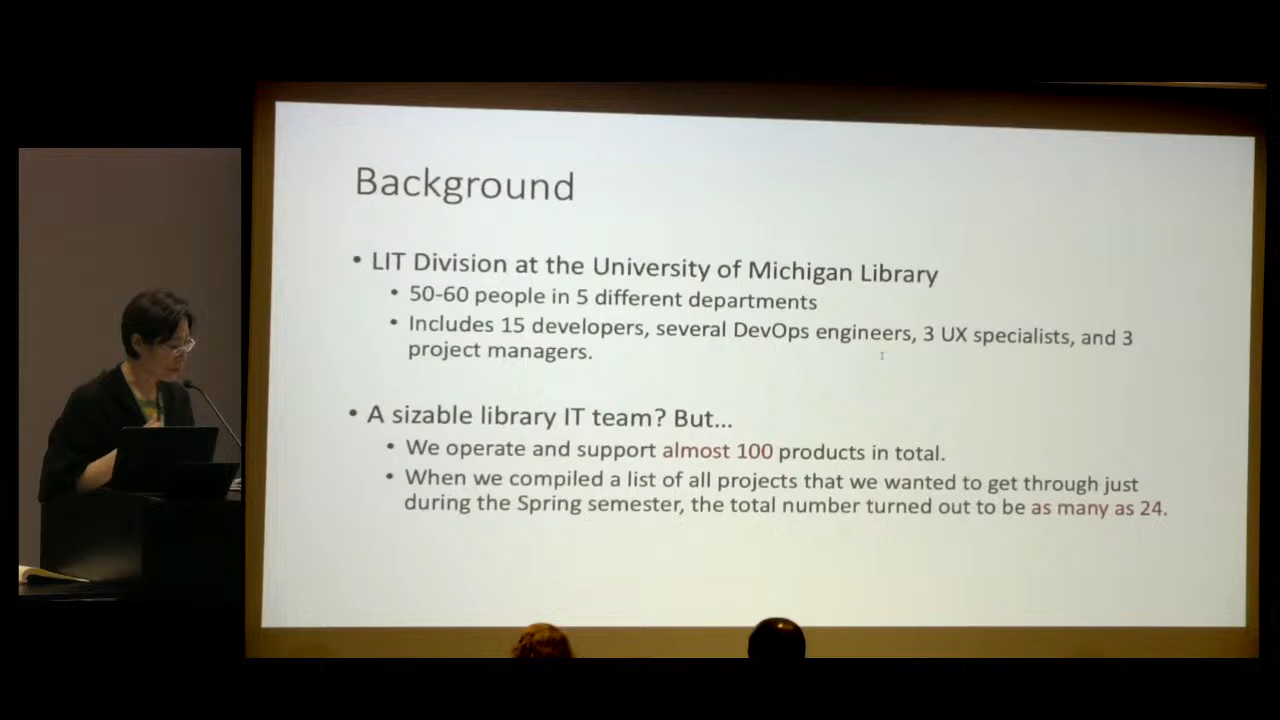 Background
• LIT Division at the University of Michigan Library
• 50-60 people in 5 different departments
• Includes 15 developers, several DevOps engineers, 3 UX specialists, and 3
project managers.
• A sizable library IT team? But...
• We operate and support almost 100 products in total.
• When we compiled a list of all projects that we wanted to get through just
during the Spring semester, the total number turned out to be as many as 24.